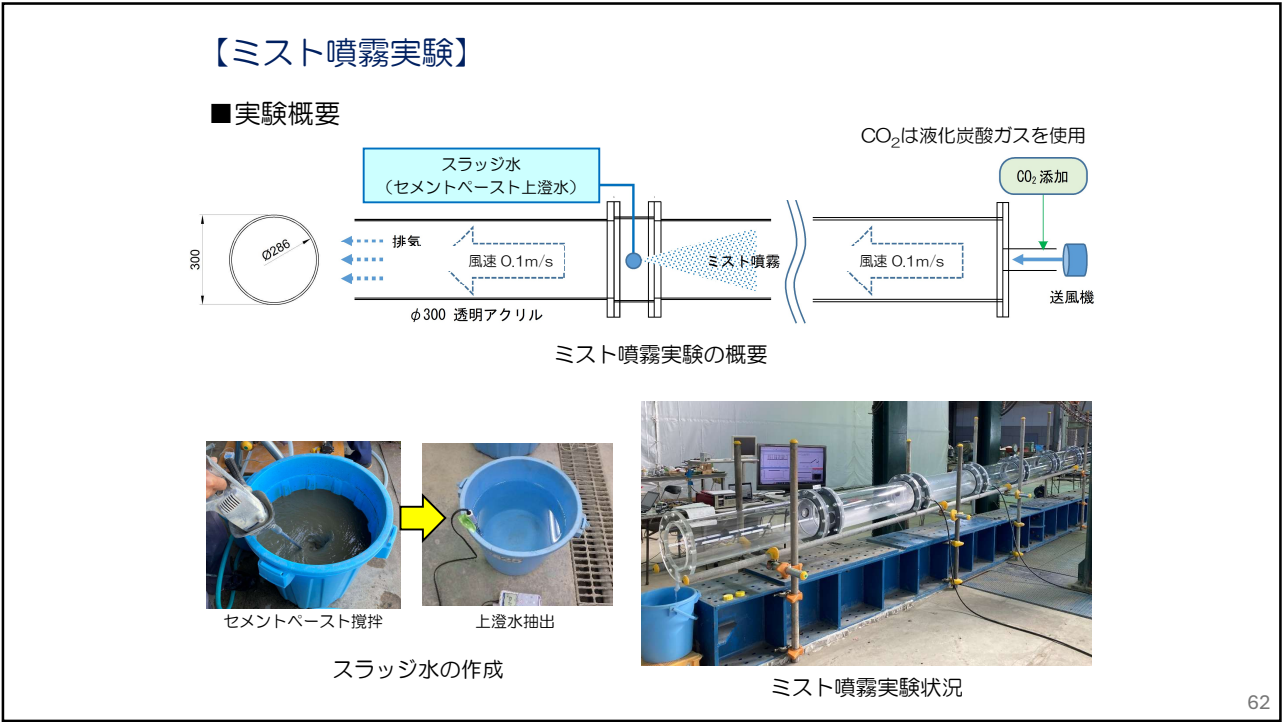 【ミスト噴霧実験】
■実験概要
CO₂は液化炭酸ガスを使用
スラッジ水
（セメントペースト上澄水）
CO₂ 添加
300
Ø286
排気
風速 0.1m/s
ミスト噴霧
風速 0.1m/s
送風機
φ300 透明アクリル
ミスト噴霧実験の概要
セメントペースト撹拌
上澄水抽出
スラッジ水の作成
ミスト噴霧実験状況
62